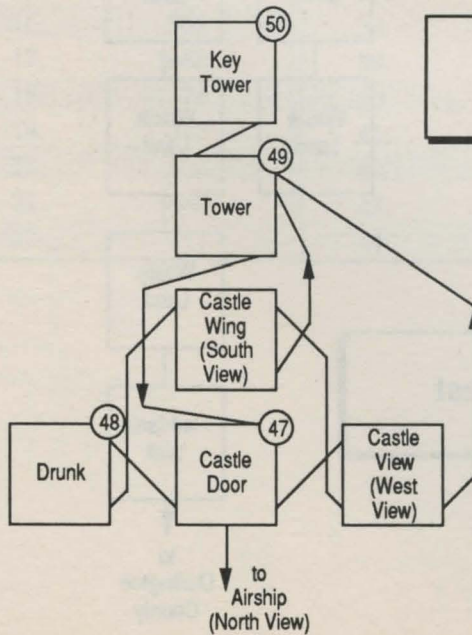 50
Key
Tower
49
Tower
Castle
Wing
(South
View)
48
Drunk
47
Castle
Door
Castle
View
(West
View)
to
Airship
(North View)
est